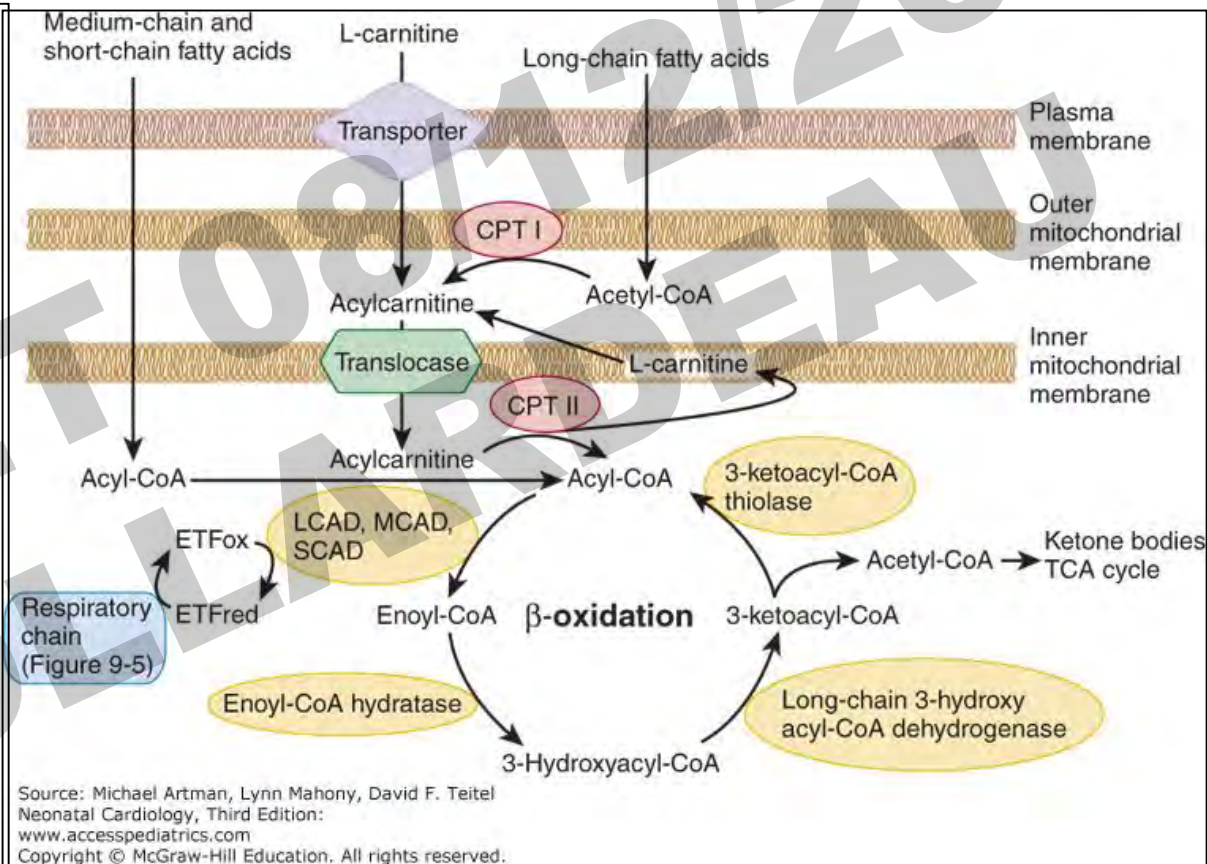 Medium-chain and
short-chain fatty acids
L-carnitine
Long-chain fatty acids
Transporter
Plasma
membrane
CPT I
Outer
mitochondrial
membrane
Acylcarnitine
Acetyl-CoA
Translocase
L-carnitine
Inner
mitochondrial
membrane
CPT II
Acylcarnitine
Acyl-CoA
Acyl-CoA
3-ketoacyl-CoA
thiolase
LCAD, MCAD,
SCAD
ETFox
Acetyl-CoA
Ketone bodies
TCA cycle
Respiratory
chain
(Figure 9-5)
ETFred
Enoyl-CoA
β-oxidation
3-ketoacyl-CoA
Enoyl-CoA hydratase
Long-chain 3-hydroxy
acyl-CoA dehydrogenase
3-Hydroxyacyl-CoA
Source: Michael Artman, Lynn Mahony, David F. Teitel
Neonatal Cardiology, Third Edition:
www.accesspediatrics.com
Copyright © McGraw-Hill Education. All rights reserved.